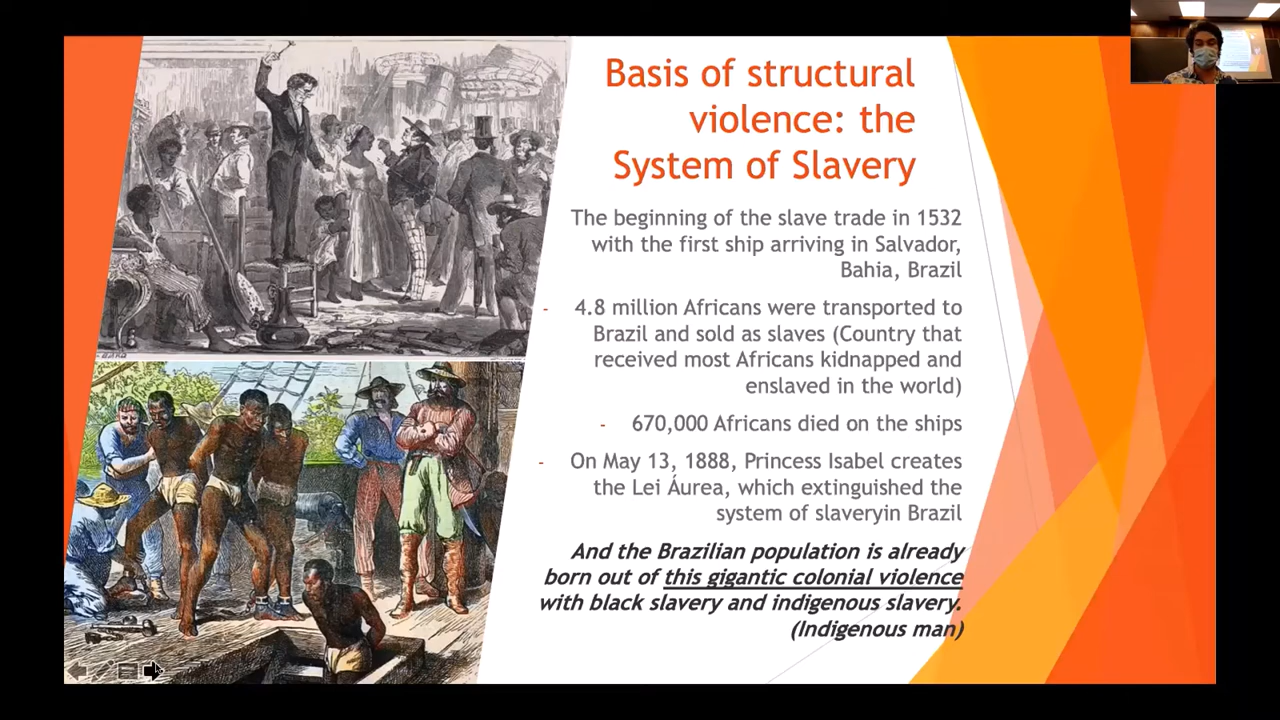 Basis of structural
violence: the
System of Slavery
The beginning of the slave trade in 1532
with the first ship arriving in Salvador,
Bahia, Brazil
- 4.8 million Africans were transported to
Brazil and sold as slaves (Country that
received most Africans kidnapped and
enslaved in the world)
- 670,000 Africans died on the ships
- On May 13, 1888, Princess Isabel creates
the Lei Áurea, which extinguished the
system of slaveryin Brazil
And the Brazilian population is already
born out of this gigantic colonial violence
with black slavery and indigenous slavery.
(Indigenous man)